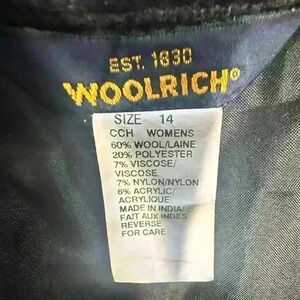 EST. 1830
WOOLRICH®
SIZE 14
CCH WOMENS
60% WOOL/LAINE
20% POLYESTER
7% VISCOSE/
VISCOSE
7% NYLON/NYLON
6% ACRYLIC/
ACRYLIQUE
MADE IN INDIA/
FAIT AUX INDES
REVERSE
FOR CARE